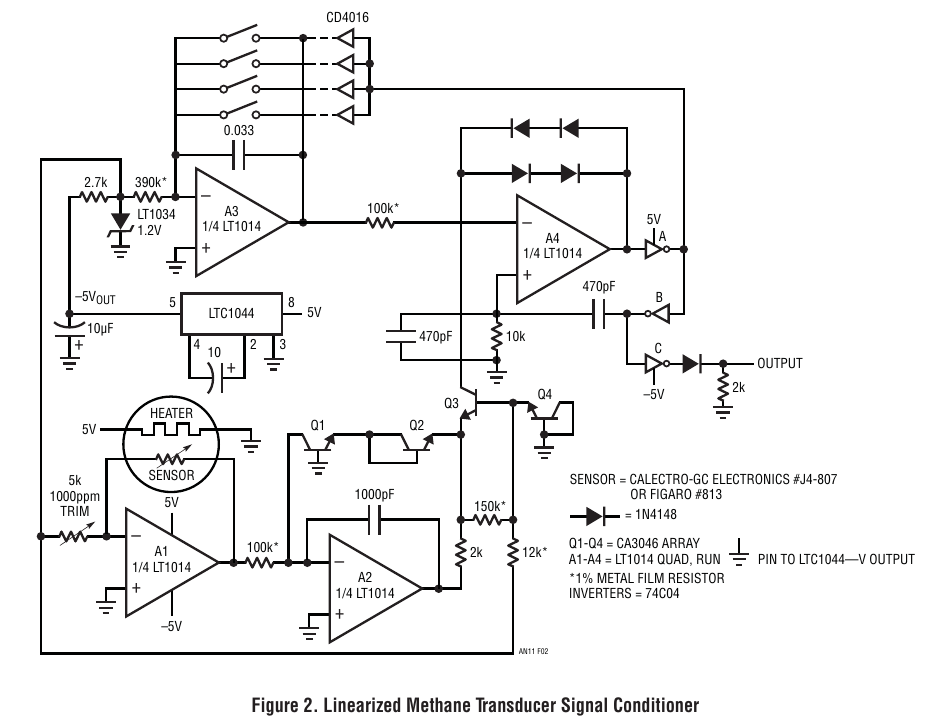 CD4016
0.033
2.7k
390k*
LT1034
1.2V
A3
1/4 LT1014
–
+
100k*
–
A4
1/4 LT1014
+
5V
A
470pF
B
C
–5V
OUTPUT
2k
–5VOUT
10µF
+
5
LTC1044
8
5V
4
10
+
2
3
470pF
10k
Q3
Q4
HEATER
5V
SENSOR
Q1
Q2
5k
1000ppm
TRIM
5V
–
A1
1/4 LT1014
+
–5V
100k*
1000pF
–
A2
1/4 LT1014
+
150k*
2k
12k*
SENSOR = CALECTRO-GC ELECTRONICS #J4-807
OR FIGARO #813
= 1N4148
Q1-Q4 = CA3046 ARRAY
A1-A4 = LT1014 QUAD, RUN PIN TO LTC1044—V OUTPUT
*1% METAL FILM RESISTOR
INVERTERS = 74C04
AN11 F02
Figure 2. Linearized Methane Transducer Signal Conditioner